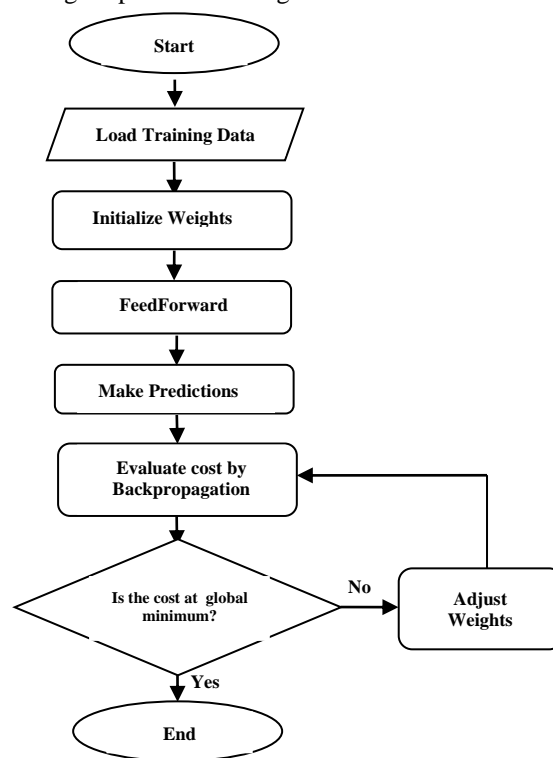 Start
Load Training Data
Initialize Weights
FeedForward
Make Predictions
Evaluate cost by
Backpropagation
Is the cost at global
minimum?
No
Adjust
Weights
Yes
End